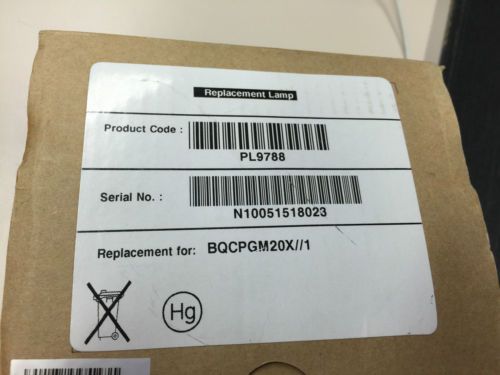 Replacement Lamp
Product Code :
PL9788
Serial No. :
N10051518023
Replacement for: BQCPGM20X//1
Hg